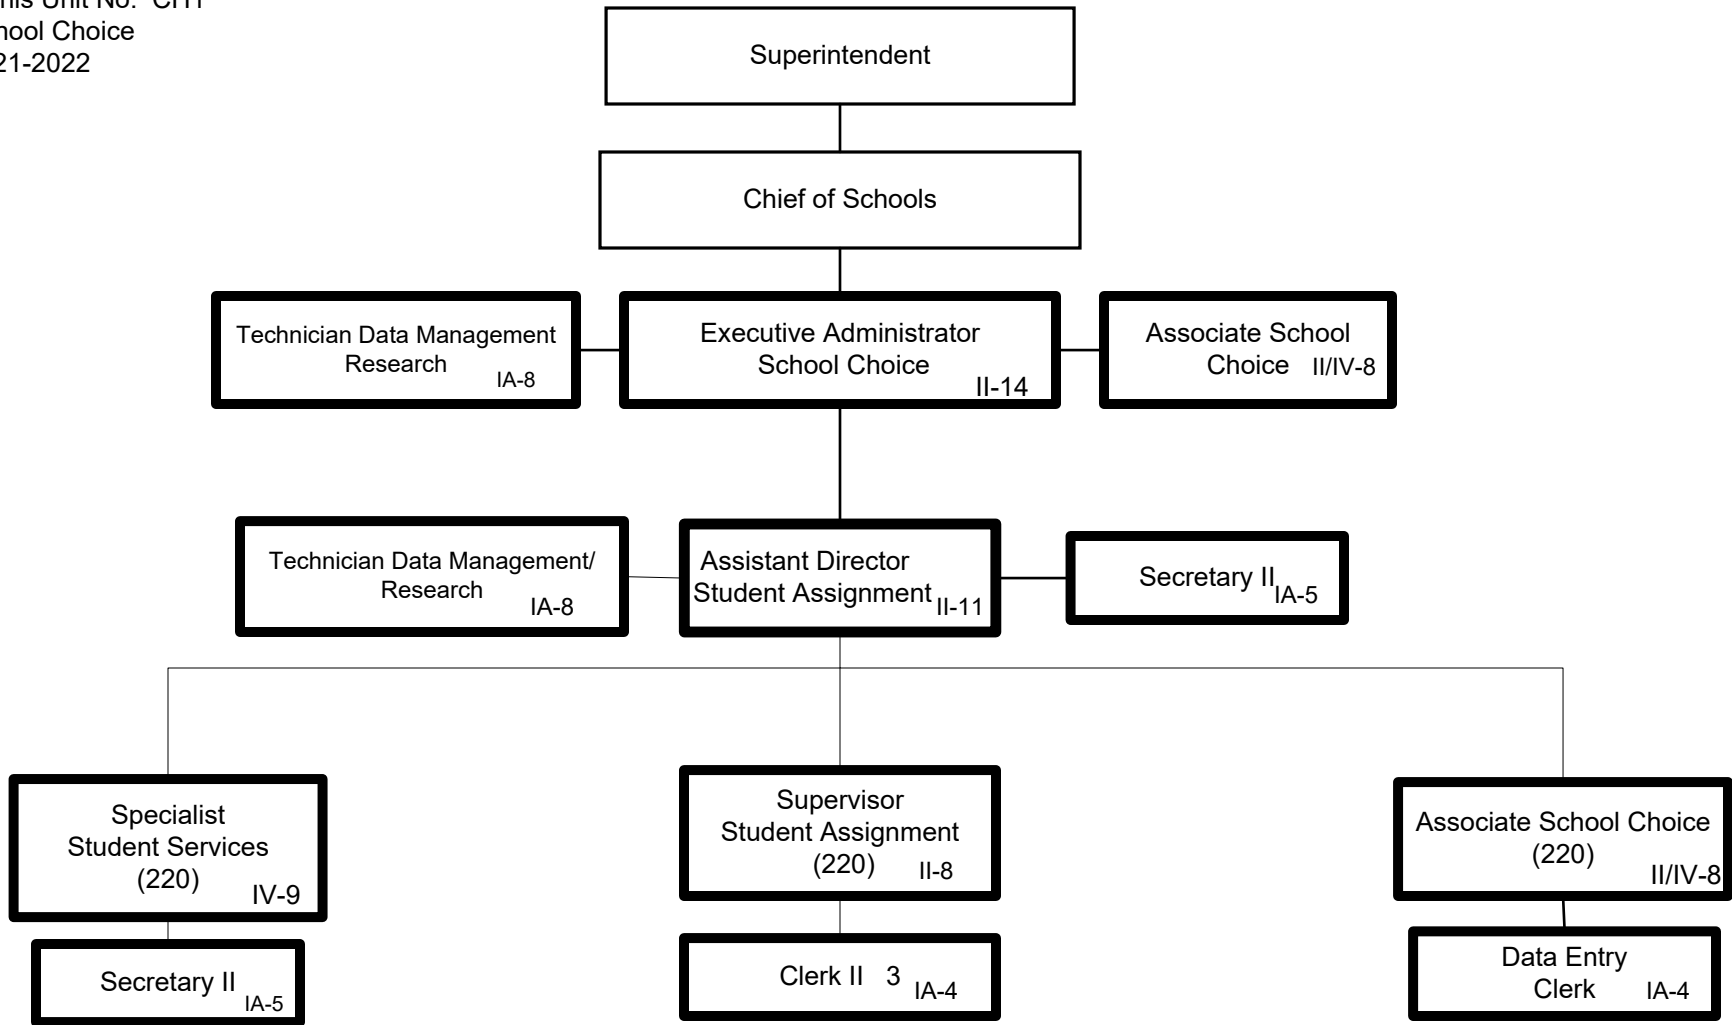 Unit No.
School Choice
21-2022
Superintendent
Chief of Schools
Technician Data Management
Research
IA-8
Executive Administrator
School Choice
II-14
Associate School
Choice II/IV-8
Technician Data Management/
Research
IA-8
Assistant Director
Student Assignment
II-11
Secretary II
IA-5
Specialist
Student Services
(220)
IV-9
Supervisor
Student Assignment
(220) II-8
Associate School Choice
(220)
II/IV-8
Secretary II
IA-5
Clerk II 3
IA-4
Data Entry
Clerk IA-4